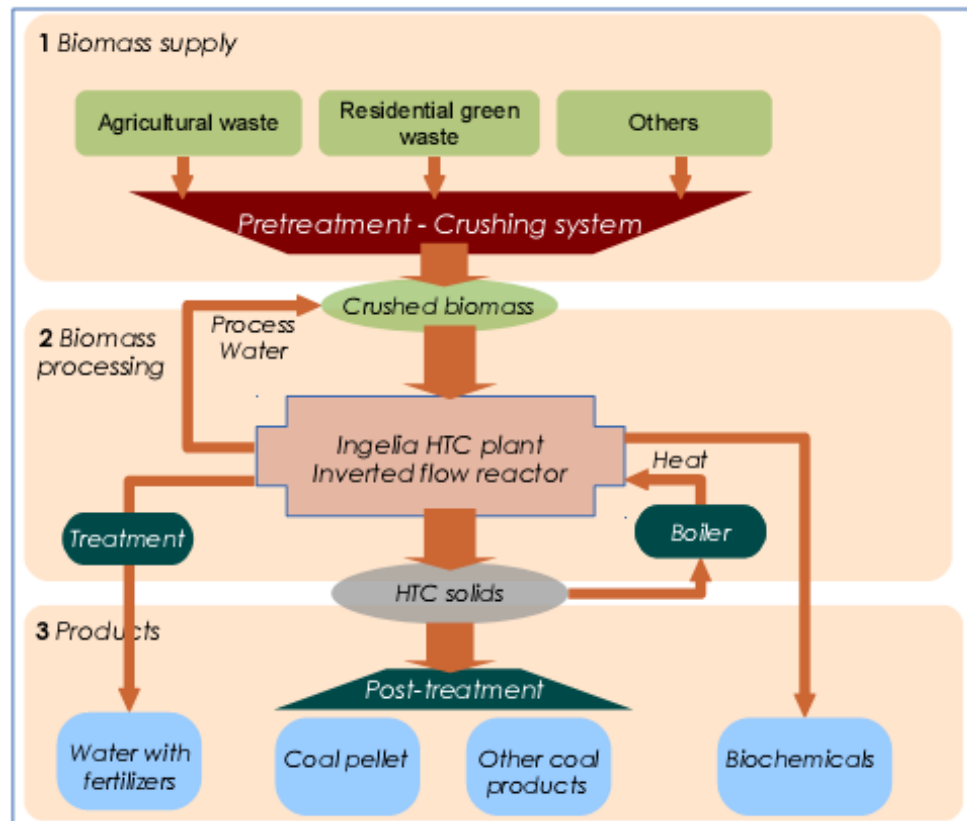 1 Biomass supply
Agricultural waste
Residential green
waste
Others
Pretreatment - Crushing system
Crushed biomass
Process
Water
2 Biomass
processing
Ingelia HTC plant
Inverted flow reactor
Heat
Treatment
Boiler
HTC solids
3 Products
Post-treatment
Water with
fertilizers
Coal pellet
Other coal
products
Biochemicals